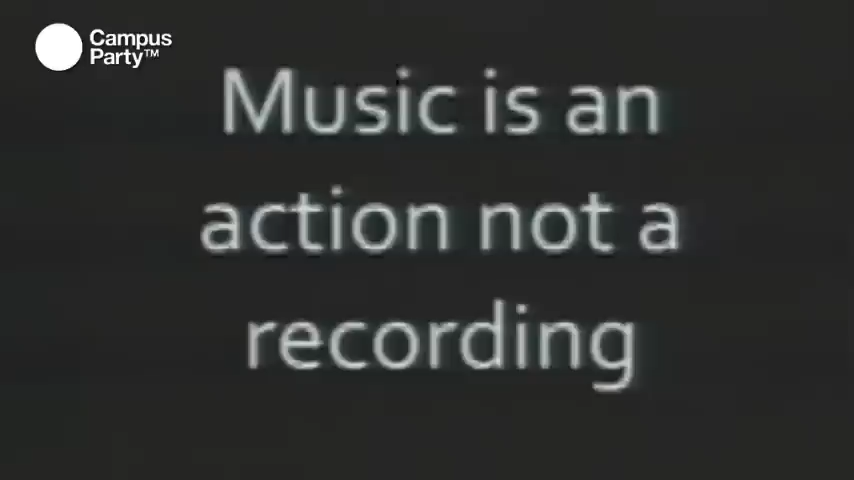 Campus
Party™
Music is an
action not a
recording